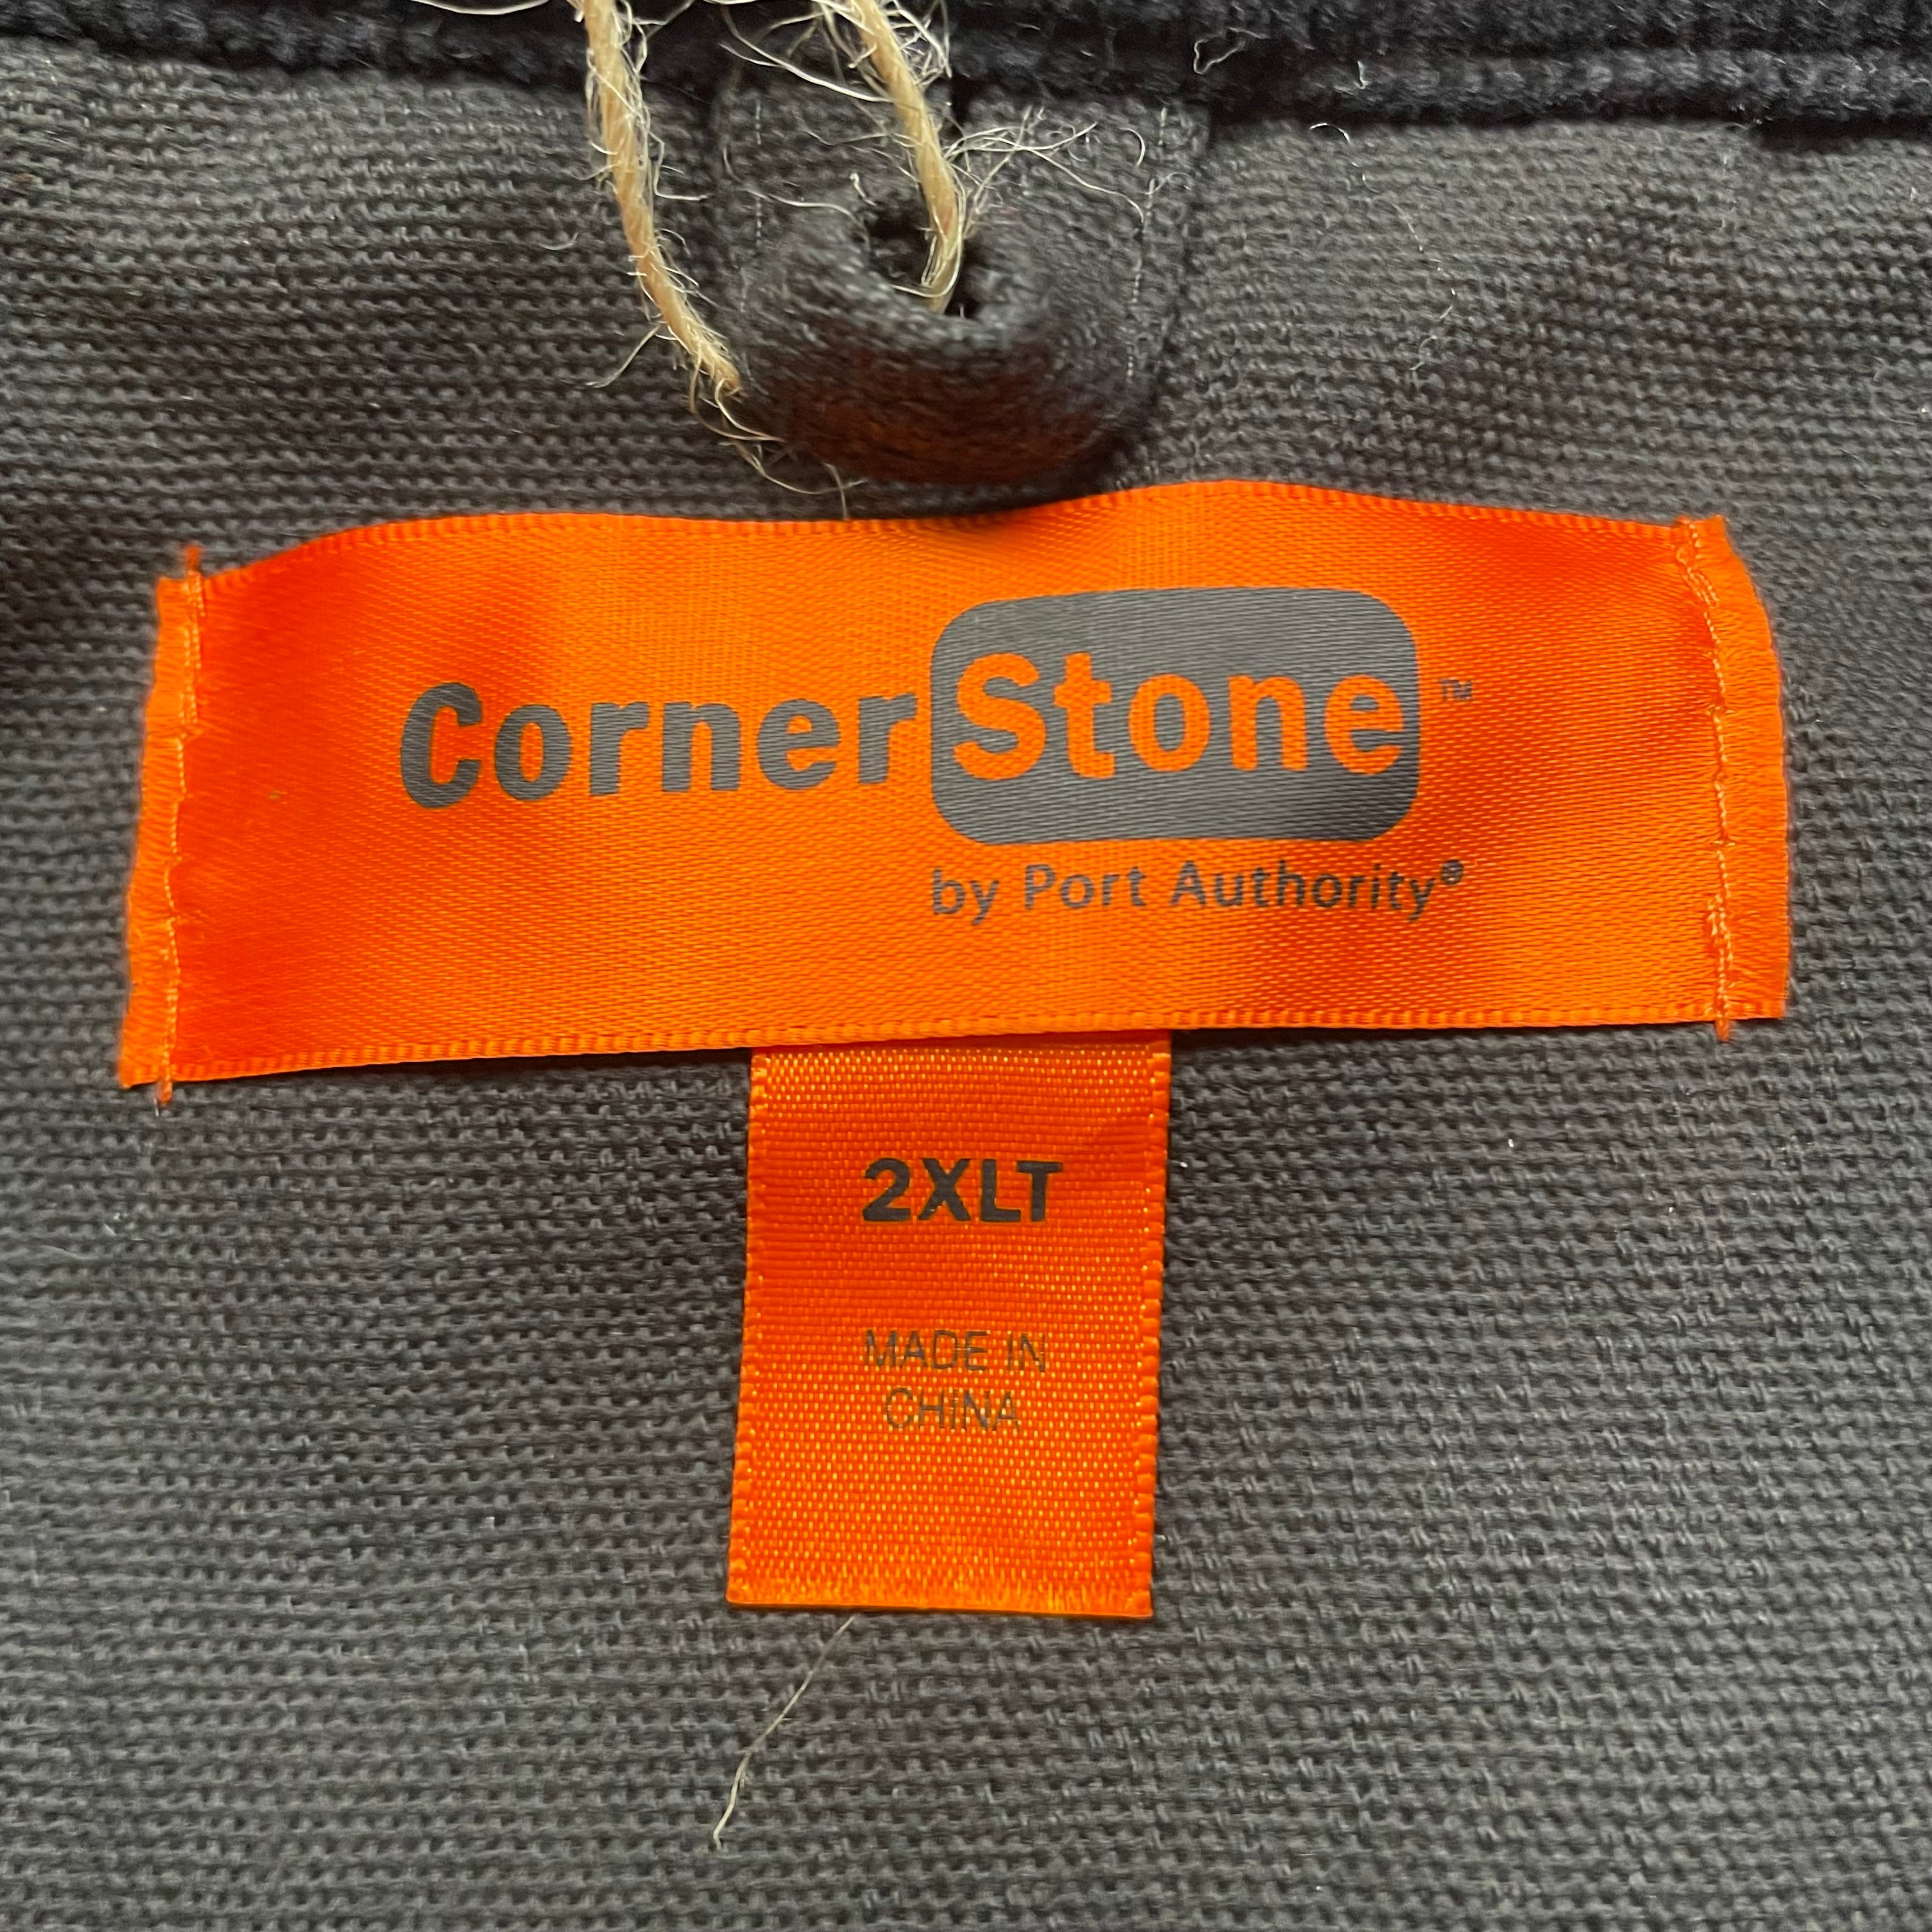 CornerStone™
by Port Authority®
2XLT
MADE IN
CHINA